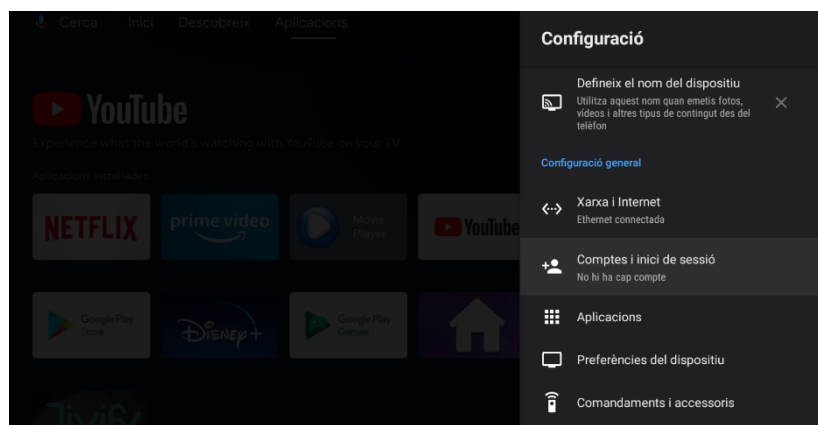 Cerca Inici Descobreix Aplicacions
YouTube
Experience what the world's watching with YouTube on your TV
Aplicacions instal·lades
NETFLIX
prime video
Movie
Player
YouTube
Google Play
Store
Disney+
Google Play
Games
Configuració
Defineix el nom del dispositiu
Utilitza aquest nom quan emetis fotos,
vídeos i altres tipus de contingut des del
telèfon
Configuració general
Xarxa i Internet
Ethernet connectada
Comptes i inici de sessió
No hi ha cap compte
Aplicacions
Preferències del dispositiu
Comandaments i accessoris